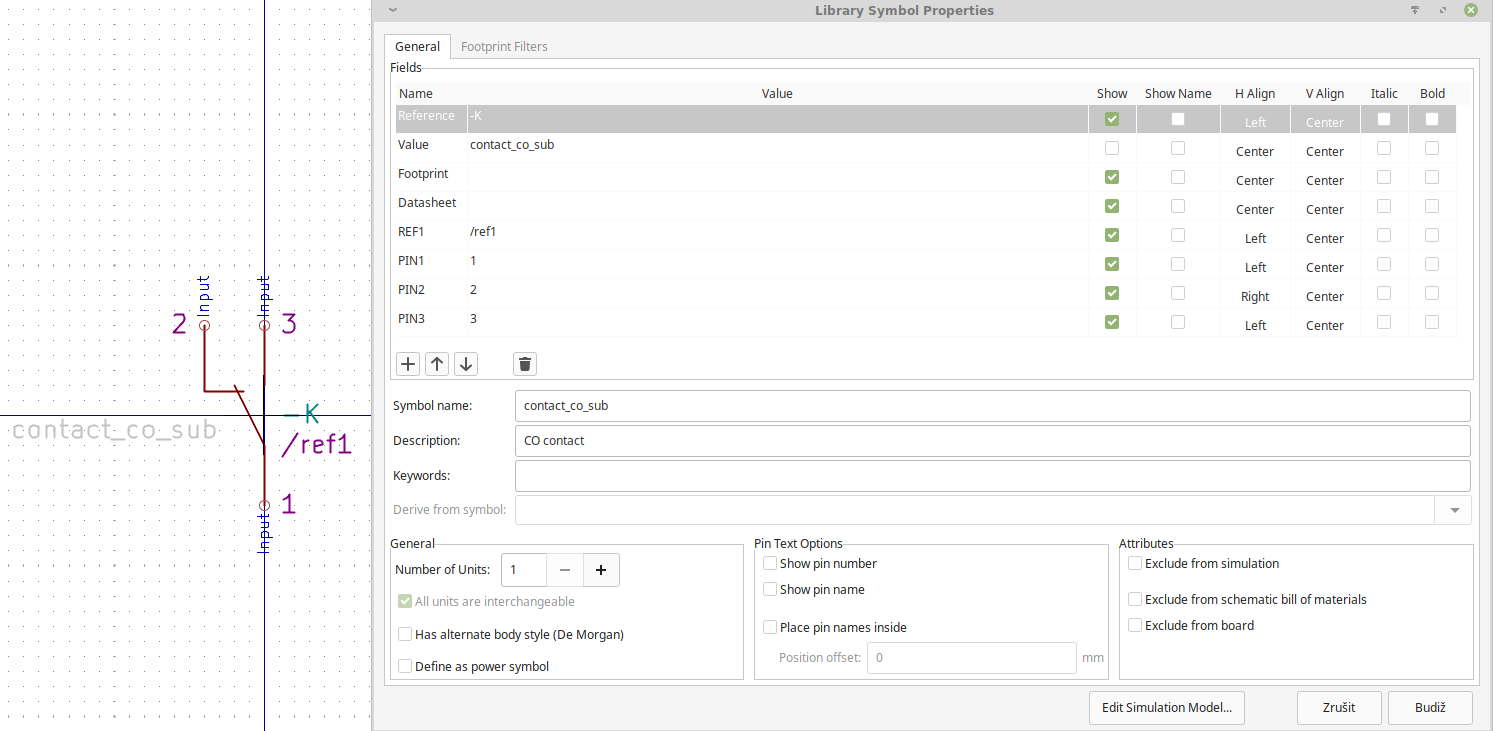 Library Symbol Properties
General
Footprint Filters
Fields
Name Value Show Show Name H Align V Align Italic Bold
Reference -K Left Center
Value contact_co_sub Center Center
Footprint Center Center
Datasheet Center Center
REF1 /ref1 Left Center
PIN1 1 Left Center
PIN2 2 Right Center
PIN3 3 Left Center
Input Input
2 3
-K
contact_co_sub
/ref1
1
Input
Symbol name: contact_co_sub
Description: CO contact
Keywords:
Derive from symbol:
General
Number of Units: 1
All units are interchangeable
Has alternate body style (De Morgan)
Define as power symbol
Pin Text Options
Show pin number
Show pin name
Place pin names inside
Position offset: 0 mm
Attributes
Exclude from simulation
Exclude from schematic bill of materials
Exclude from board
Edit Simulation Model... Zrušit Budiž